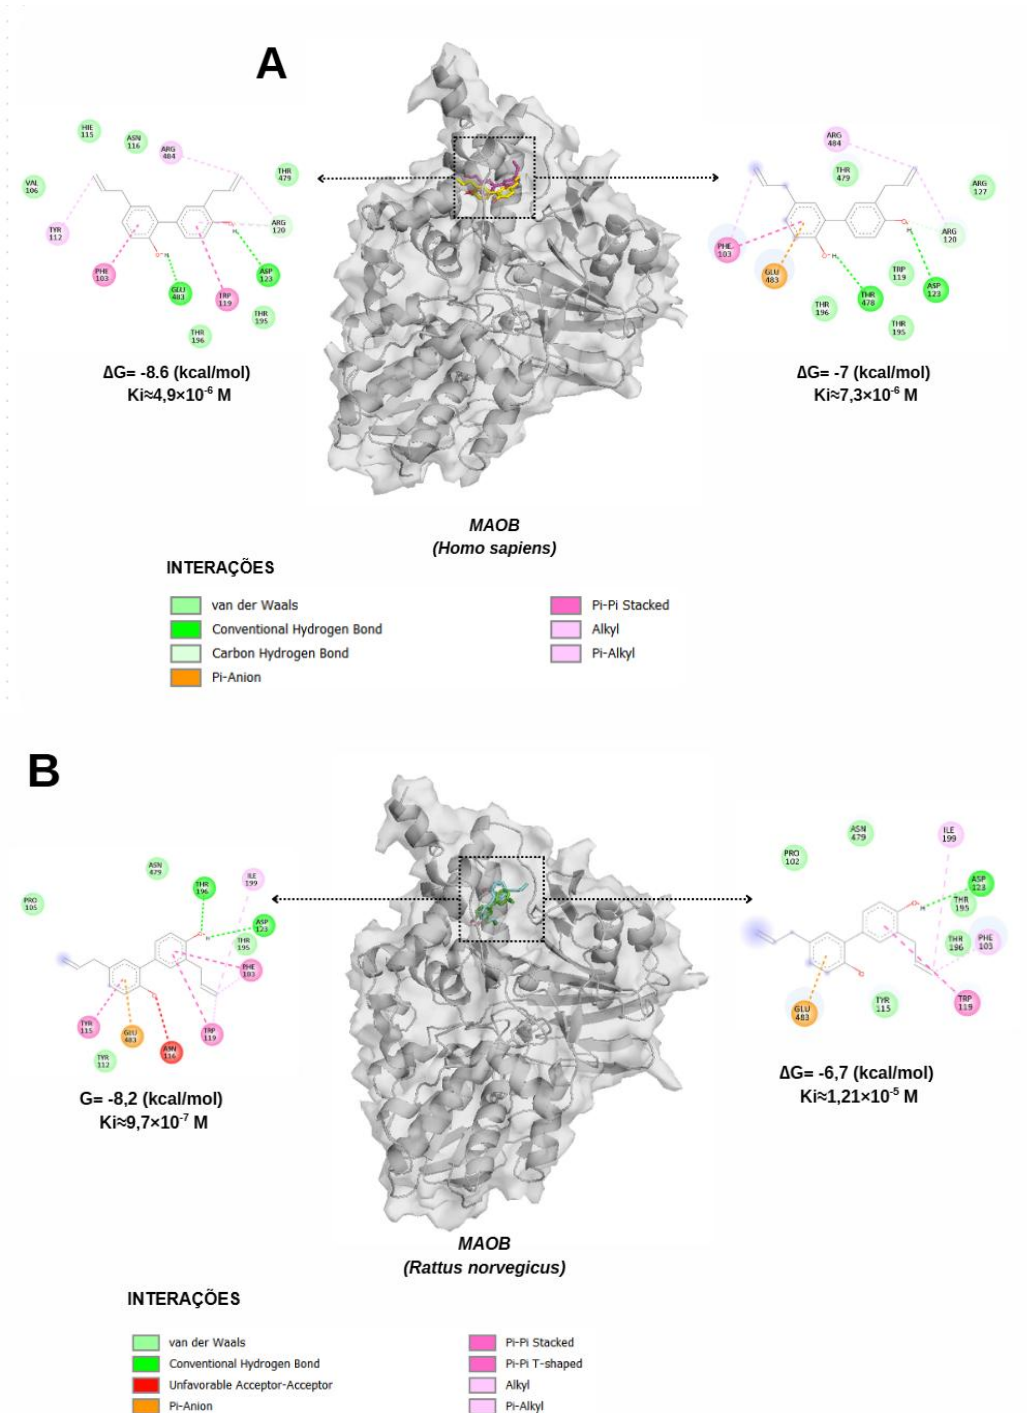 A
HIE
115
ASN
116
ARG
484
THR
479
VAL
106
TYR
112
ARG
120
PHE
103
GLU
483
TRP
119
ASP
123
THR
195
THR
196
O
H
H
ΔG= -8.6 (kcal/mol)
Ki≈4,9×10⁻⁶ M
ARG
484
THR
479
ARG
127
PHE
103
ARG
120
GLU
483
TRP
119
ASP
123
THR
196
THR
478
THR
195
O
H
O
H
ΔG= -7 (kcal/mol)
Ki≈7,3×10⁻⁶ M
MAOB
(Homo sapiens)
INTERAÇÕES
van der Waals
Conventional Hydrogen Bond
Carbon Hydrogen Bond
Pi-Anion
Pi-Pi Stacked
Alkyl
Pi-Alkyl
B
ASN
479
THR
196
ILE
199
PRO
105
ASP
123
THR
195
PHE
103
TYR
115
GLU
483
ASN
116
TRP
119
TYR
112
G= -8,2 (kcal/mol)
Ki≈9,7×10⁻⁷ M
ASN
479
ILE
199
PRO
102
ASP
123
THR
195
THR
196
PHE
103
GLU
483
TYR
115
TRP
119
O
H
O
ΔG= -6,7 (kcal/mol)
Ki≈1,21×10⁻⁵ M
MAOB
(Rattus norvegicus)
INTERAÇÕES
van der Waals
Conventional Hydrogen Bond
Unfavorable Acceptor-Acceptor
Pi-Anion
Pi-Pi Stacked
Pi-Pi T-shaped
Alkyl
Pi-Alkyl